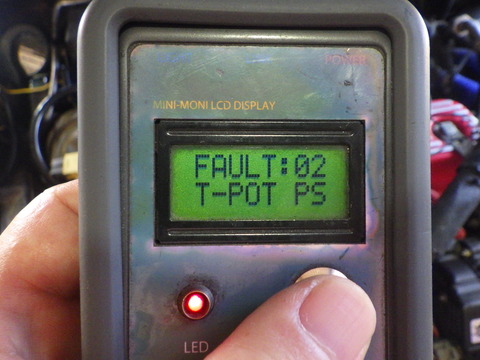 POWER
MINI-MONI LCD DISPLAY
FAULT:02
T-POT PS
LED